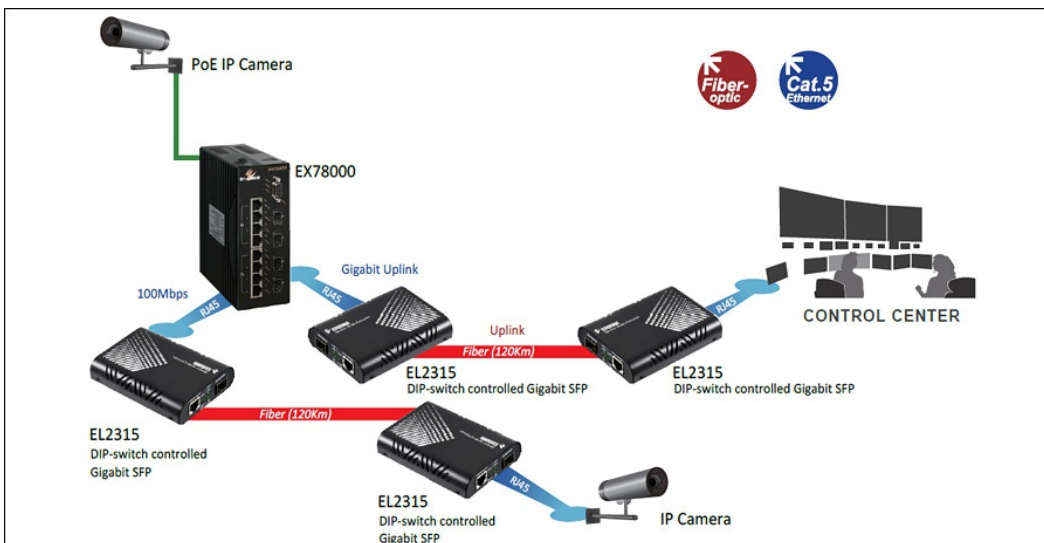 PoE IP Camera
Fiber-
optic
Cat.5
Ethernet
EX78000
Gigabit Uplink
100Mbps
RJ45
RJ45
RJ45
CONTROL CENTER
Uplink
Fiber (120Km)
EL2315
DIP-switch controlled Gigabit SFP
EL2315
DIP-switch controlled Gigabit SFP
Fiber (120Km)
EL2315
DIP-switch controlled
Gigabit SFP
RJ45
EL2315
DIP-switch controlled
Gigabit SFP
IP Camera